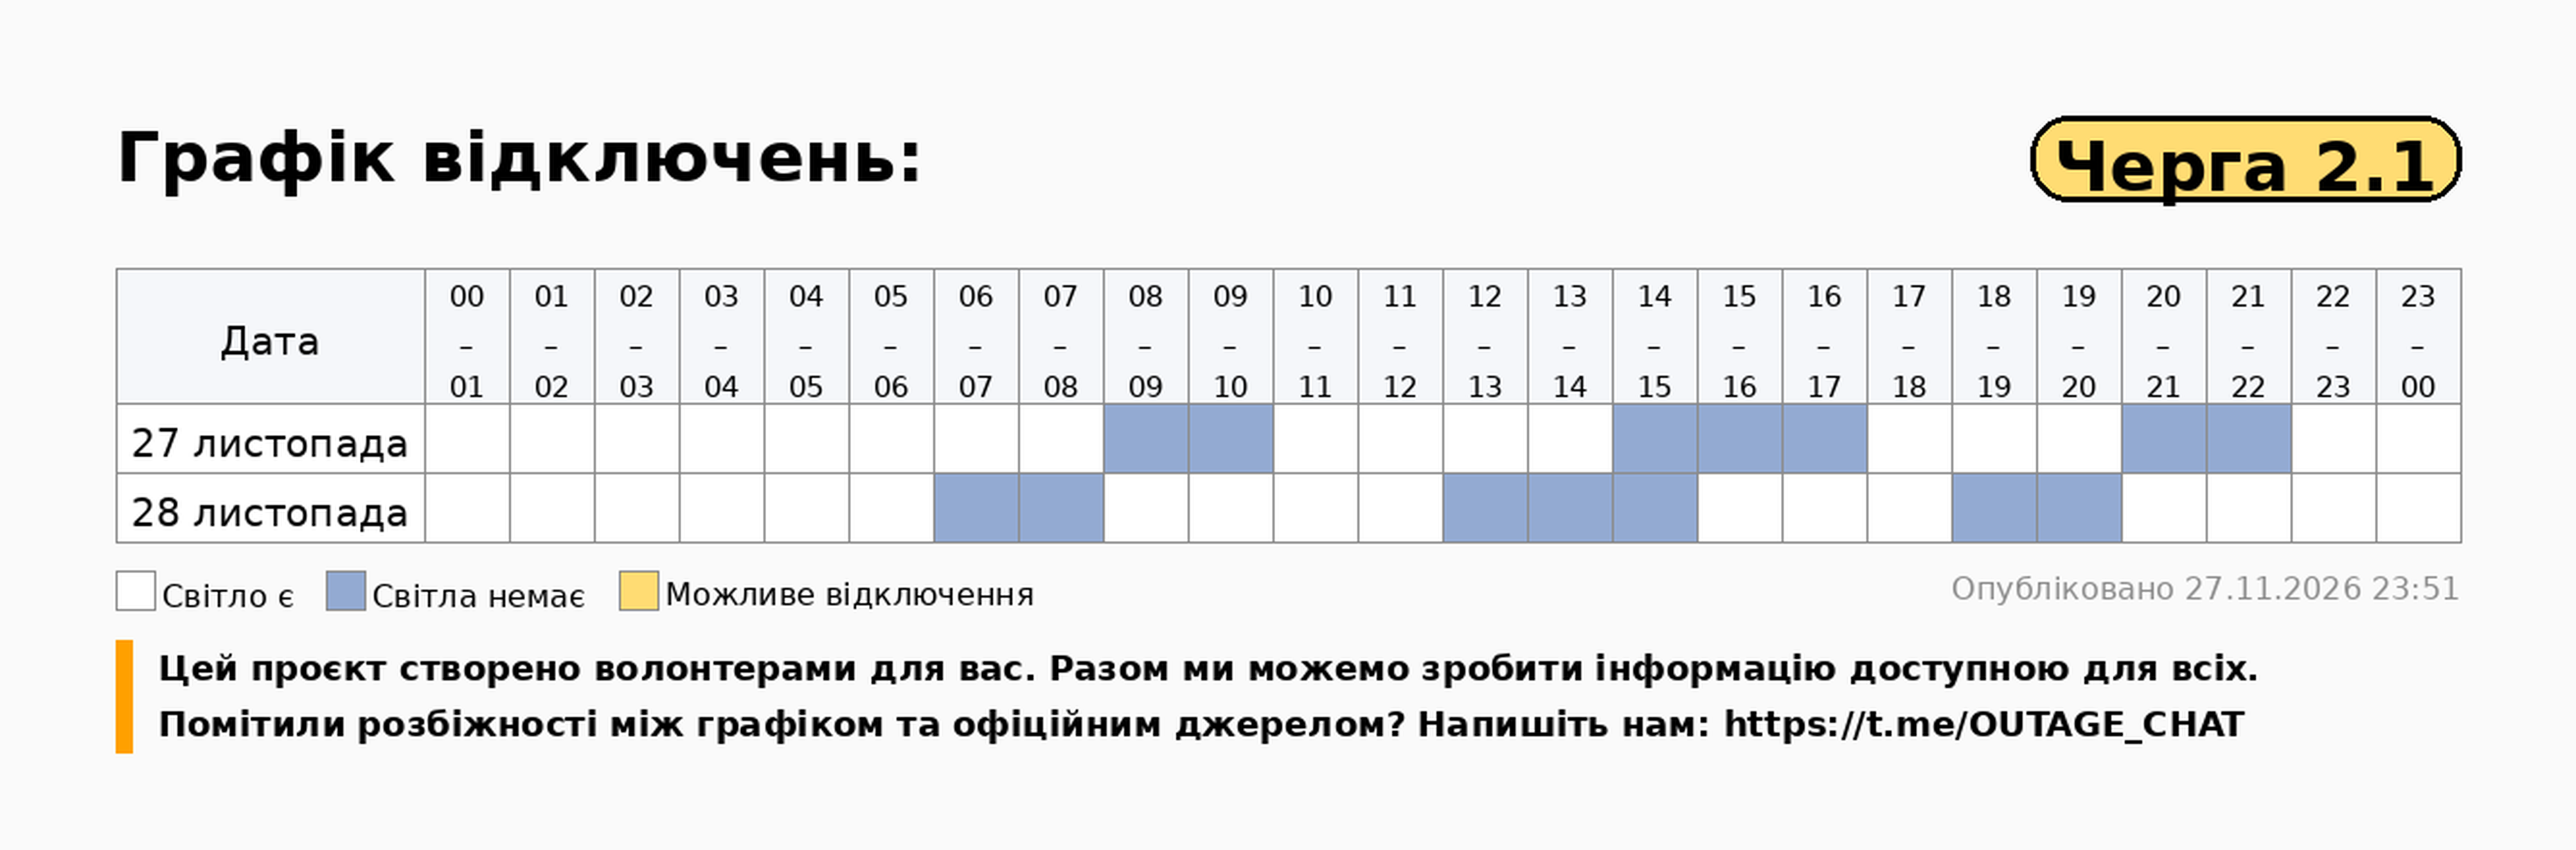 Графік відключень:
Черга 2.1
Дата
00 – 01
01 – 02
02 – 03
03 – 04
04 – 05
05 – 06
06 – 07
07 – 08
08 – 09
09 – 10
10 – 11
11 – 12
12 – 13
13 – 14
14 – 15
15 – 16
16 – 17
17 – 18
18 – 19
19 – 20
20 – 21
21 – 22
22 – 23
23 – 00
27 листопада
28 листопада
Світло є
Світла немає
Можливе відключення
Опубліковано 27.11.2026 23:51
Цей проєкт створено волонтерами для вас. Разом ми можемо зробити інформацію доступною для всіх.
Помітили розбіжності між графіком та офіційним джерелом? Напишіть нам: https://t.me/OUTAGE_CHAT